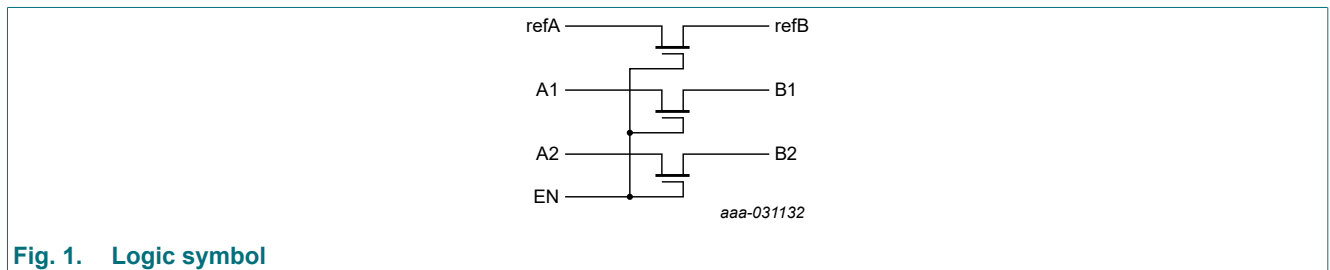 refA refB
A1 B1
A2 B2
EN
aaa-031132
Fig. 1. Logic symbol